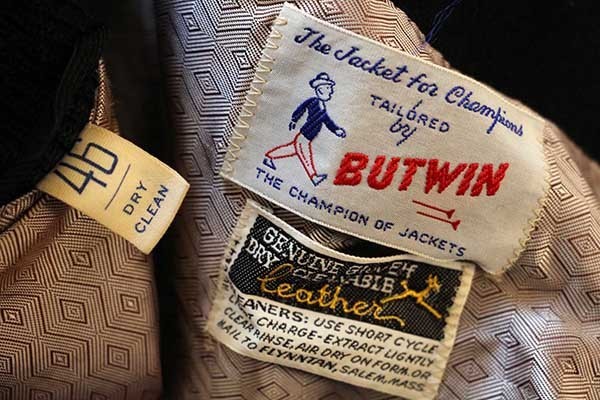 The Jacket for Champions
TAILORED
by
BUTWIN
THE CHAMPION OF JACKETS
46
DRY
CLEAN
GENUINE
DRY CLEANABLE
leather
CLEANERS: USE SHORT CYCLE
CHARGE-EXTRACT LIGHTLY
CLEAR RINSE, AIR DRY ON FORM. OR
MAIL TO FLYNNTAN, SALEM, MASS